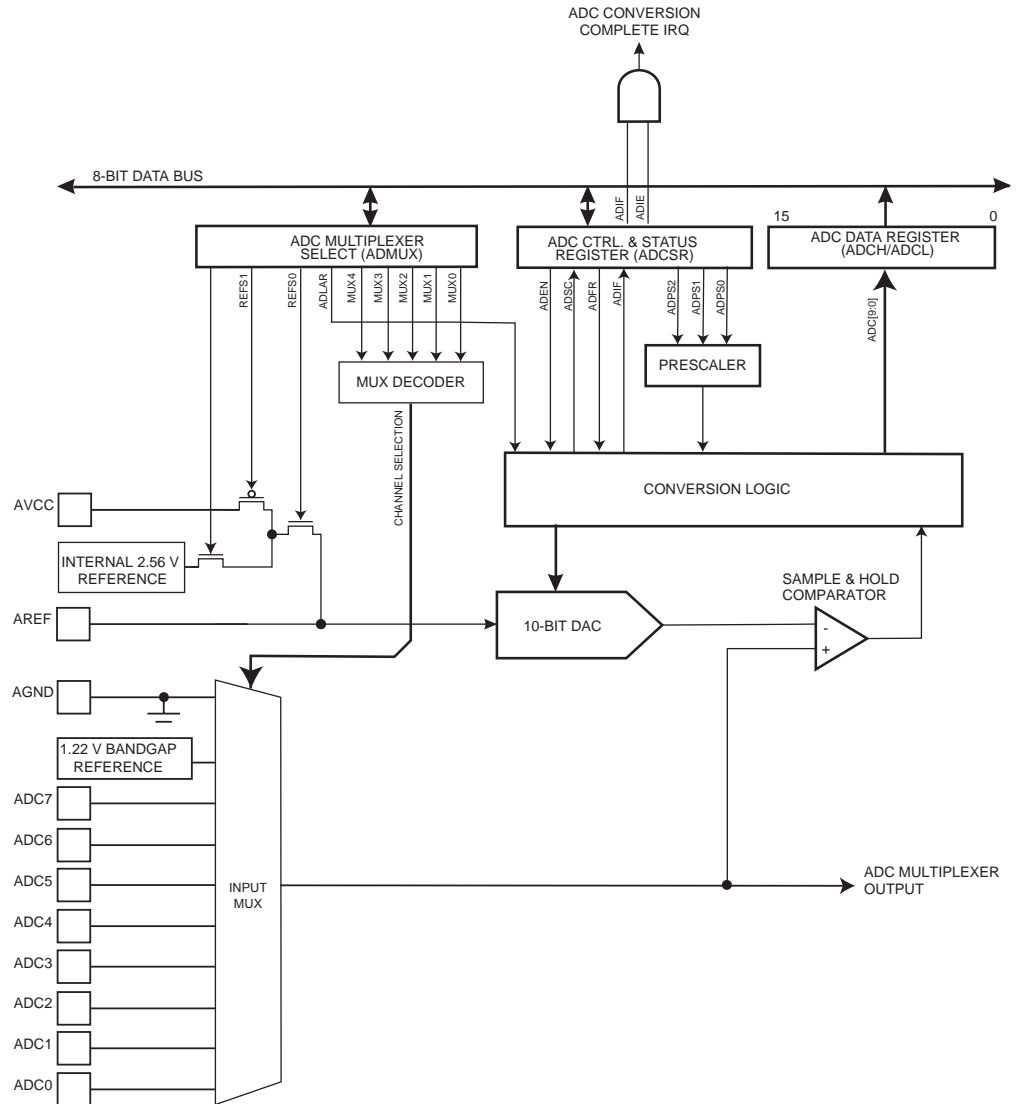 ADC CONVERSION
COMPLETE IRQ
8-BIT DATA BUS
ADIF
ADIE
15
0
ADC MULTIPLEXER
SELECT (ADMUX)
ADC CTRL. & STATUS
REGISTER (ADCSR)
ADC DATA REGISTER
(ADCH/ADCL)
REFS1
REFS0
ADLAR
MUX4
MUX3
MUX2
MUX1
MUX0
ADEN
ADSC
ADFR
ADIF
ADPS2
ADPS1
ADPS0
ADC[9:0]
MUX DECODER
PRESCALER
CHANNEL SELECTION
CONVERSION LOGIC
AVCC
INTERNAL 2.56 V
REFERENCE
SAMPLE & HOLD
COMPARATOR
AREF
10-BIT DAC
-
+
AGND
1.22 V BANDGAP
REFERENCE
ADC7
ADC6
ADC5
ADC4
ADC3
ADC2
ADC1
ADC0
INPUT
MUX
ADC MULTIPLEXER
OUTPUT